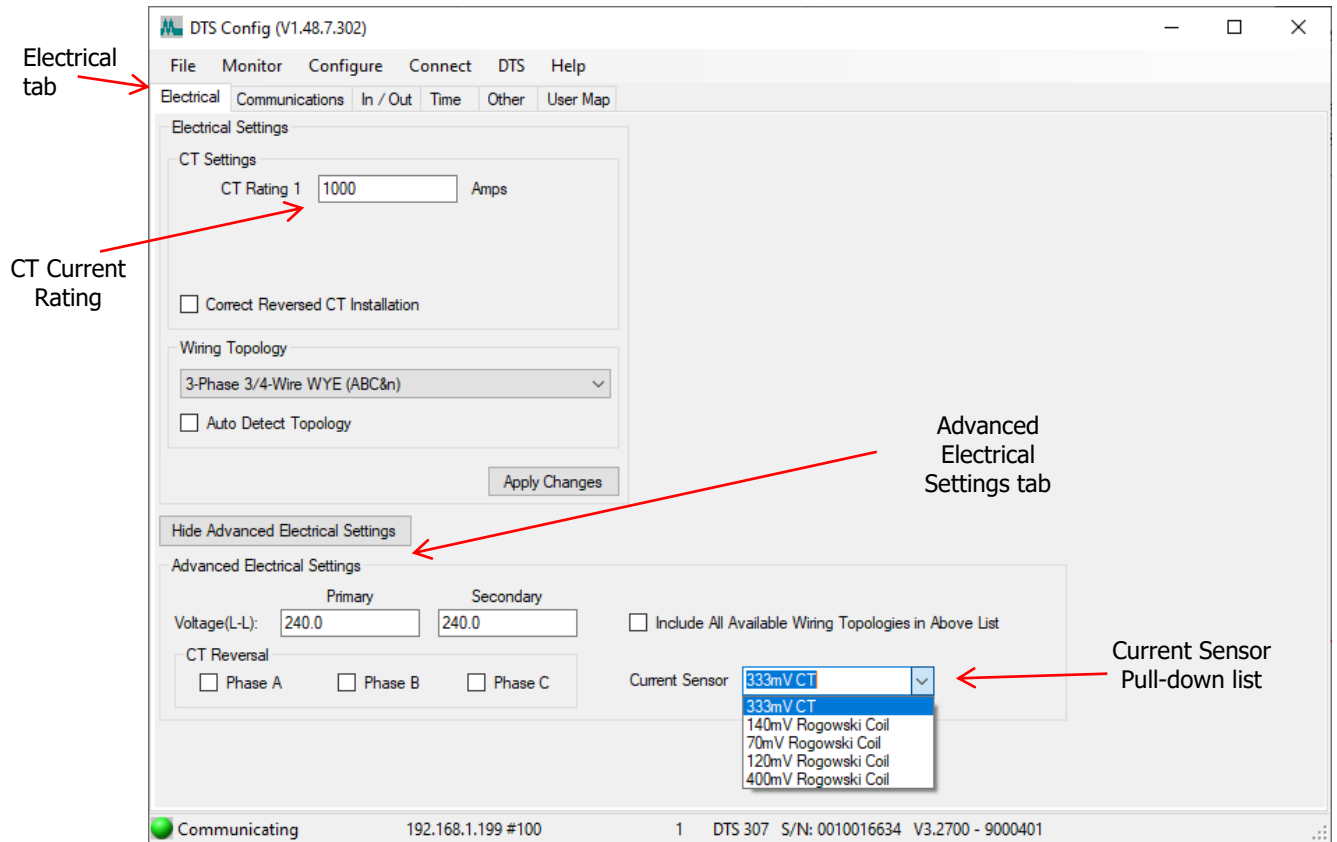 DTS Config (V1.48.7.302)
Electrical
tab
File Monitor Configure Connect DTS Help
Electrical Communications In / Out Time Other User Map
Electrical Settings
CT Settings
CT Rating 1 1000 Amps
CT Current
Rating
Correct Reversed CT Installation
Wiring Topology
3-Phase 3/4-Wire WYE (ABC&n)
Auto Detect Topology
Advanced
Electrical
Settings tab
Apply Changes
Hide Advanced Electrical Settings
Advanced Electrical Settings
Primary Secondary
Voltage(L-L): 240.0 240.0 Include All Available Wiring Topologies in Above List
CT Reversal
Phase A Phase B Phase C Current Sensor 333mV CT
Current Sensor
Pull-down list
333mV CT
140mV Rogowski Coil
70mV Rogowski Coil
120mV Rogowski Coil
400mV Rogowski Coil
Communicating 192.168.1.199 #100 1 DTS 307 S/N: 0010016634 V3.2700 - 9000401